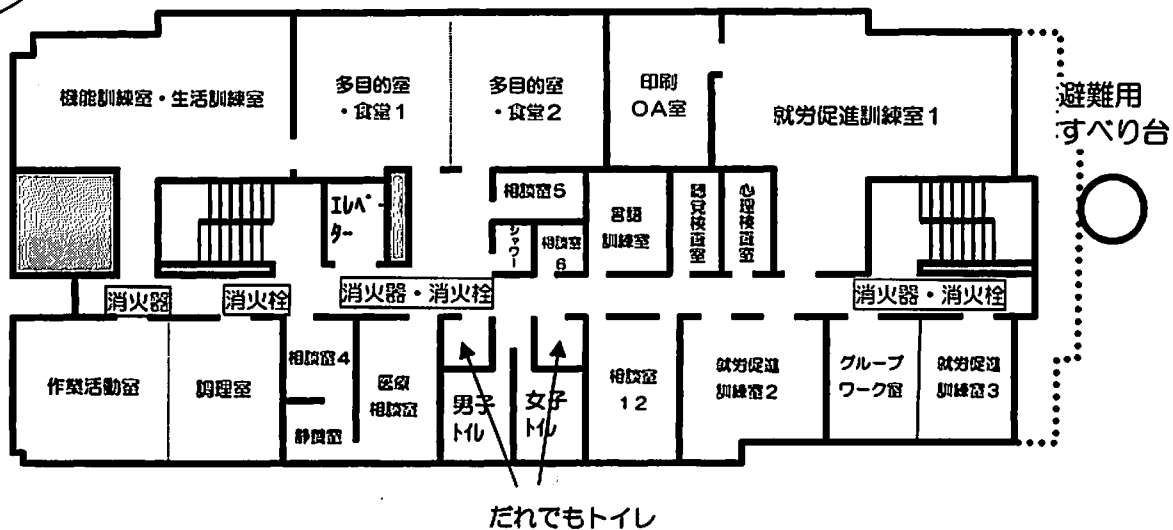 機能訓練室・生活訓練室
多目的室
・食堂1
多目的室
・食堂2
印刷
OA室
就労促進訓練室1
避難用
すべり台
エレベ
ーター
相談室5
シャワー
相談室
6
言語
訓練室
聴覚検査室
心理検査室
消火器
消火栓
消火器・消火栓
消火器・消火栓
作業活動室
調理室
相談室4
静養室
医療
相談室
男子
トイレ
女子
トイレ
相談室
12
就労促進
訓練室2
グループ
ワーク室
就労促進
訓練室3
だれでもトイレ